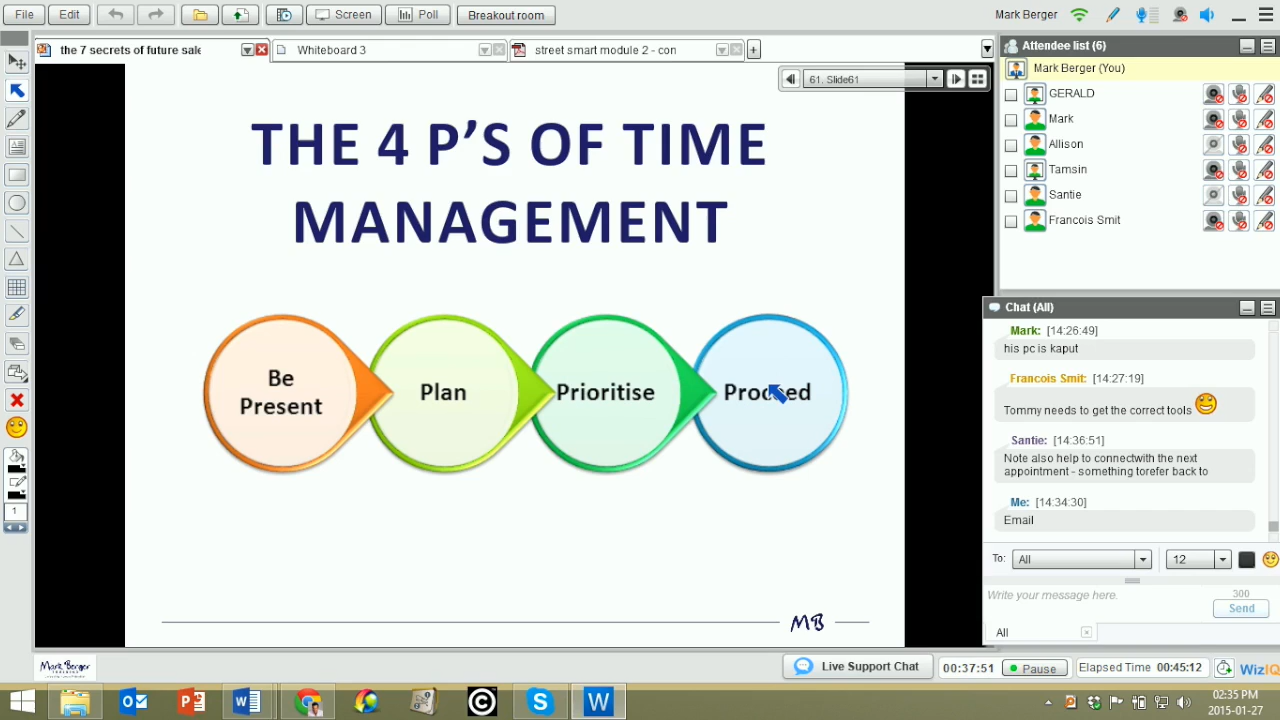 File
Edit
Screen
Poll
Breakout room
Mark Berger
the 7 secrets of future sale
Whiteboard 3
street smart module 2 - con
61. Slide61
THE 4 P'S OF TIME
MANAGEMENT
Be
Present
Plan
Prioritise
Proceed
MB
Attendee list (6)
Mark Berger (You)
GERALD
Mark
Allison
Tamsin
Santie
Francois Smit
Chat (All)
Mark: [14:26:49]
his pc is kaput
Francois Smit: [14:27:19]
Tommy needs to get the correct tools
Santie: [14:36:51]
Note also help to connectwith the next
appointment - something torefer back to
Me: [14:34:30]
Email
To: All 12
Write your message here.
300
Send
All
1
Mark Berger
Live Support Chat
00:37:51 Pause
Elapsed Time 00:45:12
WizIQ
02:35 PM
2015-01-27